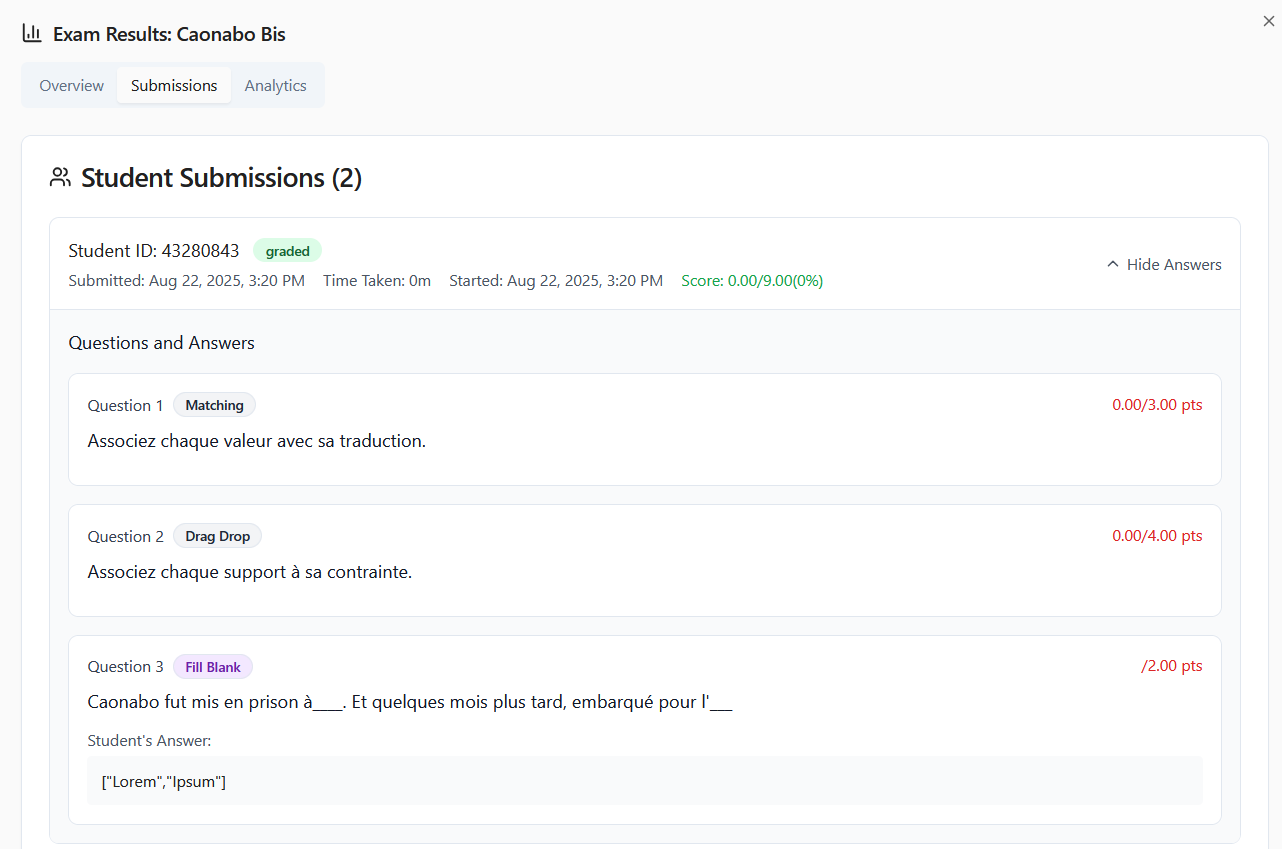 Exam Results: Caonabo Bis
Overview Submissions Analytics
Student Submissions (2)
Student ID: 43280843 graded
Hide Answers
Submitted: Aug 22, 2025, 3:20 PM Time Taken: 0m Started: Aug 22, 2025, 3:20 PM Score: 0.00/9.00(0%)
Questions and Answers
Question 1 Matching 0.00/3.00 pts
Associez chaque valeur avec sa traduction.
Question 2 Drag Drop 0.00/4.00 pts
Associez chaque support à sa contrainte.
Question 3 Fill Blank /2.00 pts
Caonabo fut mis en prison à____. Et quelques mois plus tard, embarqué pour l'___
Student's Answer:
["Lorem","Ipsum"]